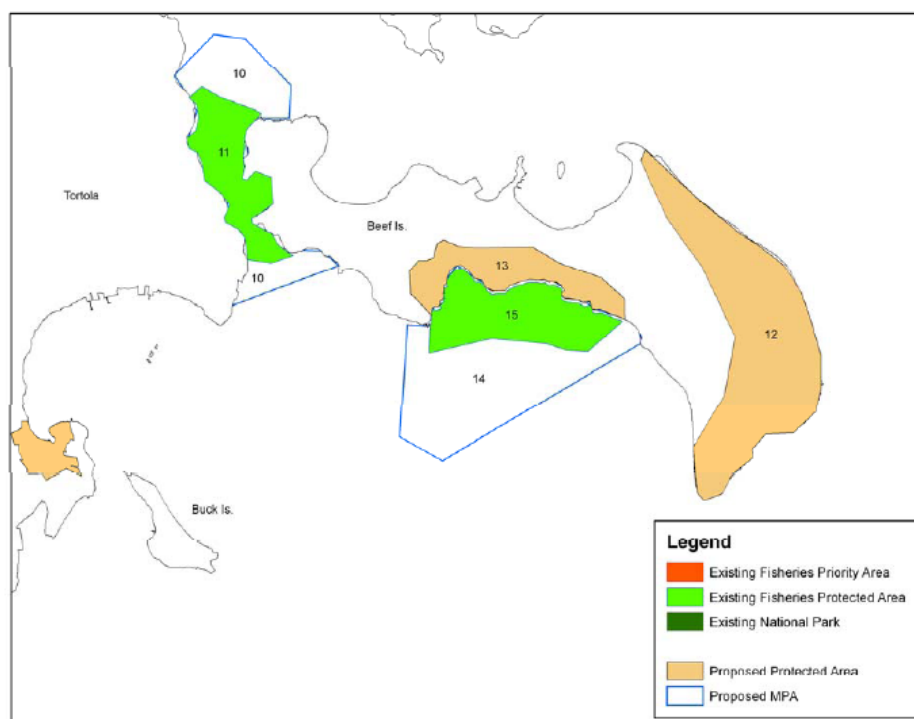 10
11
Tortola
Beef Is.
13
10
15
12
14
Buck Is.
Legend
Existing Fisheries Priority Area
Existing Fisheries Protected Area
Existing National Park
Proposed Protected Area
Proposed MPA